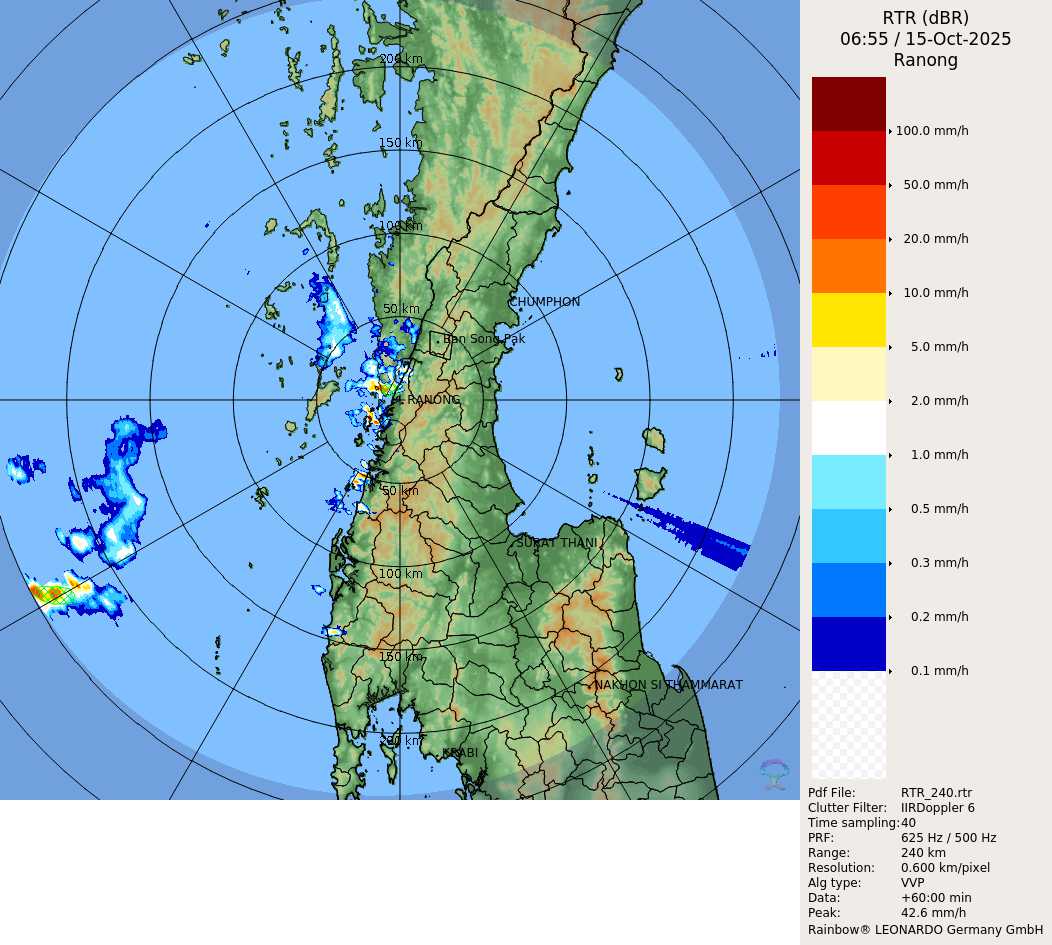 RTR (dBR)
06:55 / 15-Oct-2025
Ranong
100.0 mm/h
50.0 mm/h
20.0 mm/h
10.0 mm/h
5.0 mm/h
2.0 mm/h
1.0 mm/h
0.5 mm/h
0.3 mm/h
0.2 mm/h
0.1 mm/h
Pdf File: RTR_240.rtr
Clutter Filter: IIRDoppler 6
Time sampling: 40
PRF: 625 Hz / 500 Hz
Range: 240 km
Resolution: 0.600 km/pixel
Alg type: VVP
Data: +60:00 min
Peak: 42.6 mm/h
Rainbow® LEONARDO Germany GmbH
200 km
150 km
100 km
CHUMPHON
50 km
Ban Song Pak
RANONG
50 km
SURAT THANI
100 km
150 km
NAKHON SI THAMMARAT
200 km
KRABI